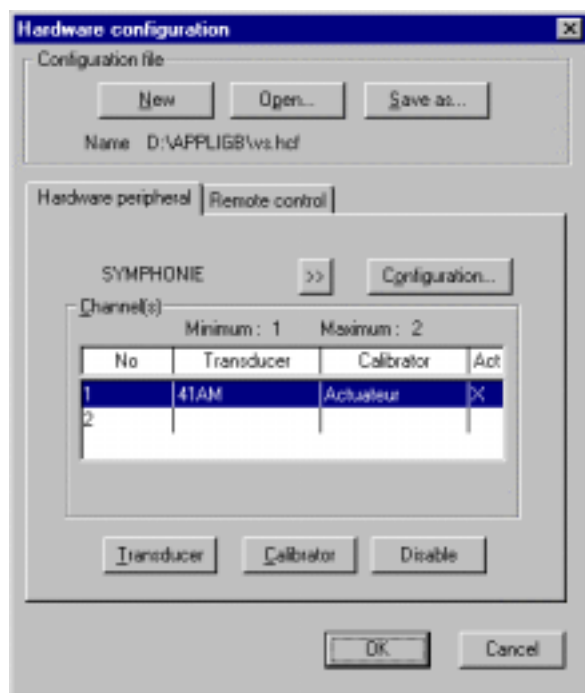 Hardware configuration
Configuration file
New Open... Save as...
Name D:\APPLIGB\vs.hcf
Hardware peripheral Remote control
SYMPHONIE >> Configuration...
Channel(s)
Minimum : 1 Maximum : 2
No Transducer Calibrator Act
1 41AM Actuateur X
2
Transducer Calibrator Disable
OK Cancel